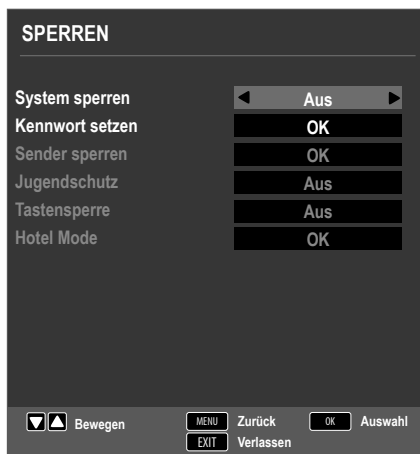 SPERREN
System sperren Aus
Kennwort setzen OK
Sender sperren OK
Jugendschutz Aus
Tastensperre Aus
Hotel Mode OK
Bewegen MENU Zurück OK Auswahl
EXIT Verlassen